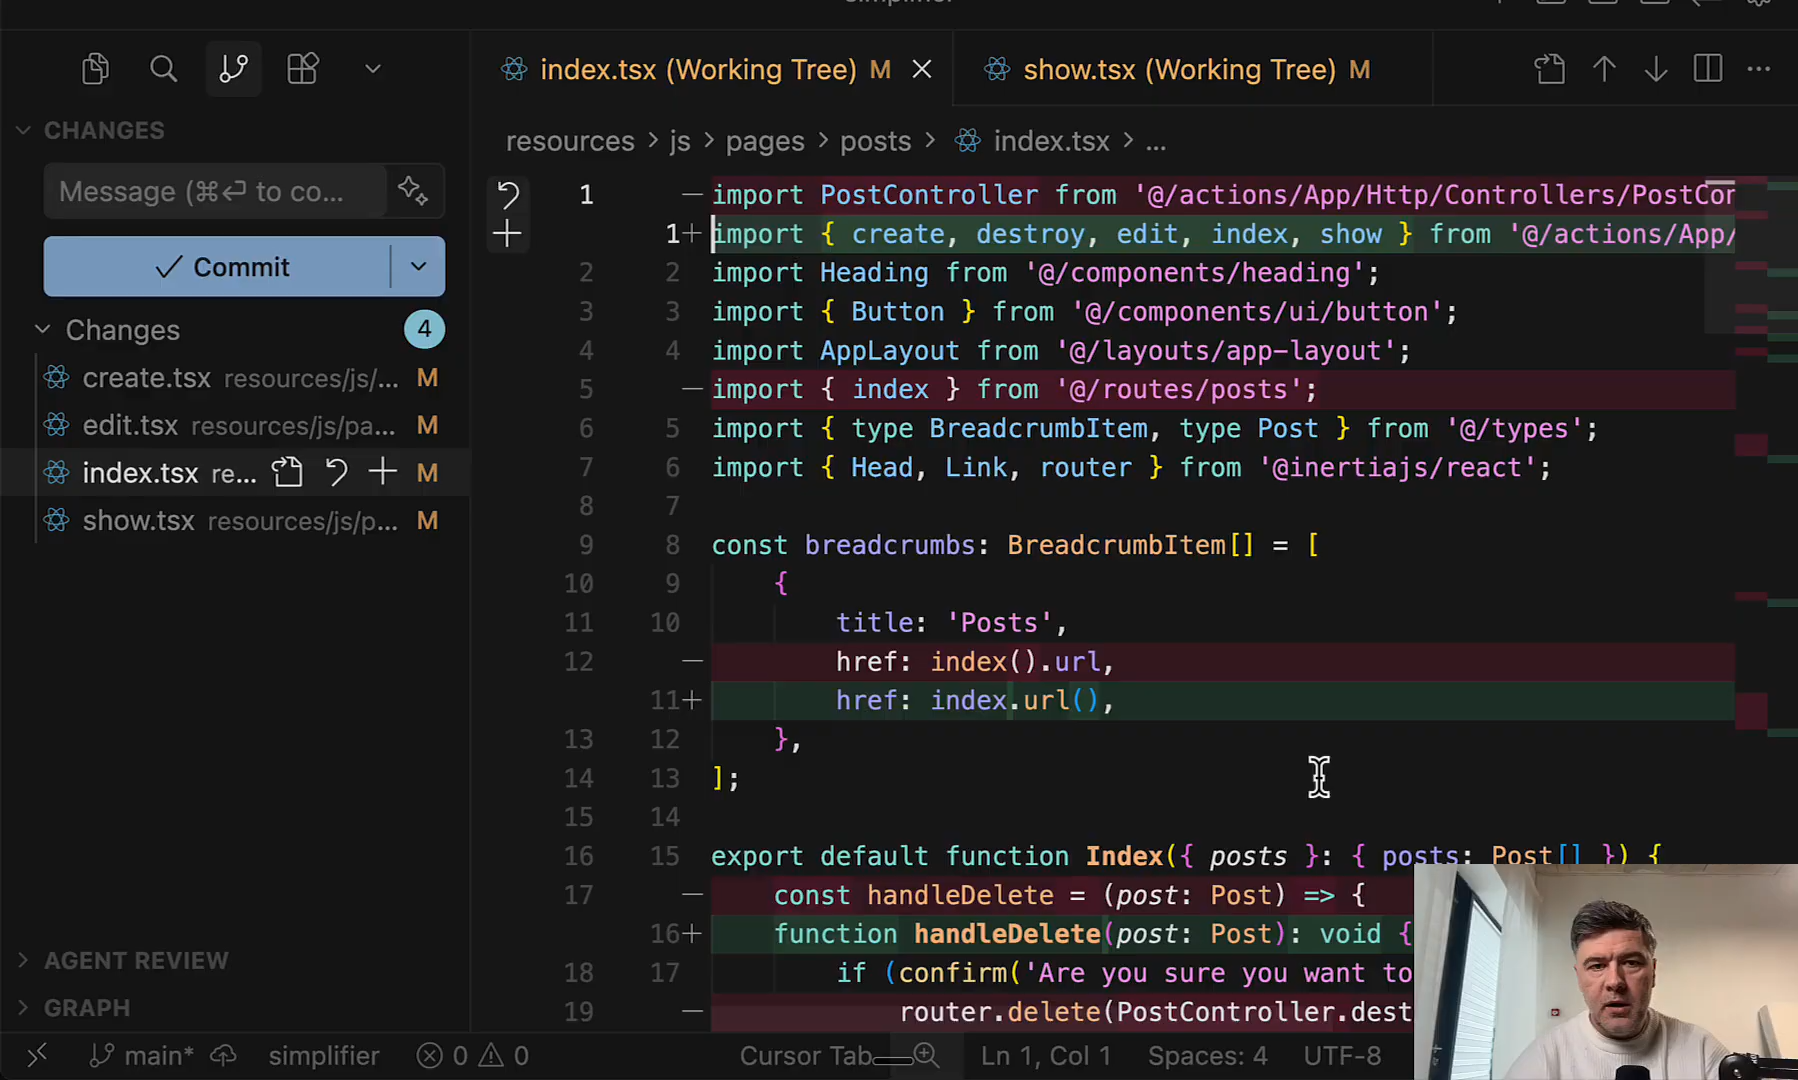 index.tsx (Working Tree) M
show.tsx (Working Tree) M
CHANGES
Message (⌘⏎ to co...
Commit
Changes 4
create.tsx resources/js/... M
edit.tsx resources/js/pa... M
index.tsx re... M
show.tsx resources/js/p... M
AGENT REVIEW
GRAPH
resources > js > pages > posts > index.tsx > ...
1 — import PostController from '@/actions/App/Http/Controllers/PostCon
1+ import { create, destroy, edit, index, show } from '@/actions/App/
2 2 import Heading from '@/components/heading';
3 3 import { Button } from '@/components/ui/button';
4 4 import AppLayout from '@/layouts/app-layout';
5 — import { index } from '@/routes/posts';
6 5 import { type BreadcrumbItem, type Post } from '@/types';
7 6 import { Head, Link, router } from '@inertiajs/react';
8 7
9 8 const breadcrumbs: BreadcrumbItem[] = [
10 9 {
11 10 title: 'Posts',
12 — href: index().url,
11+ href: index.url(),
13 12 },
14 13 ];
15 14
16 15 export default function Index({ posts }: { posts: Post[] }) {
17 — const handleDelete = (post: Post) => {
16+ function handleDelete(post: Post): void {
18 17 if (confirm('Are you sure you want to
19 — router.delete(PostController.dest
main* simplifier 0 0 Cursor Tab Ln 1, Col 1 Spaces: 4 UTF-8